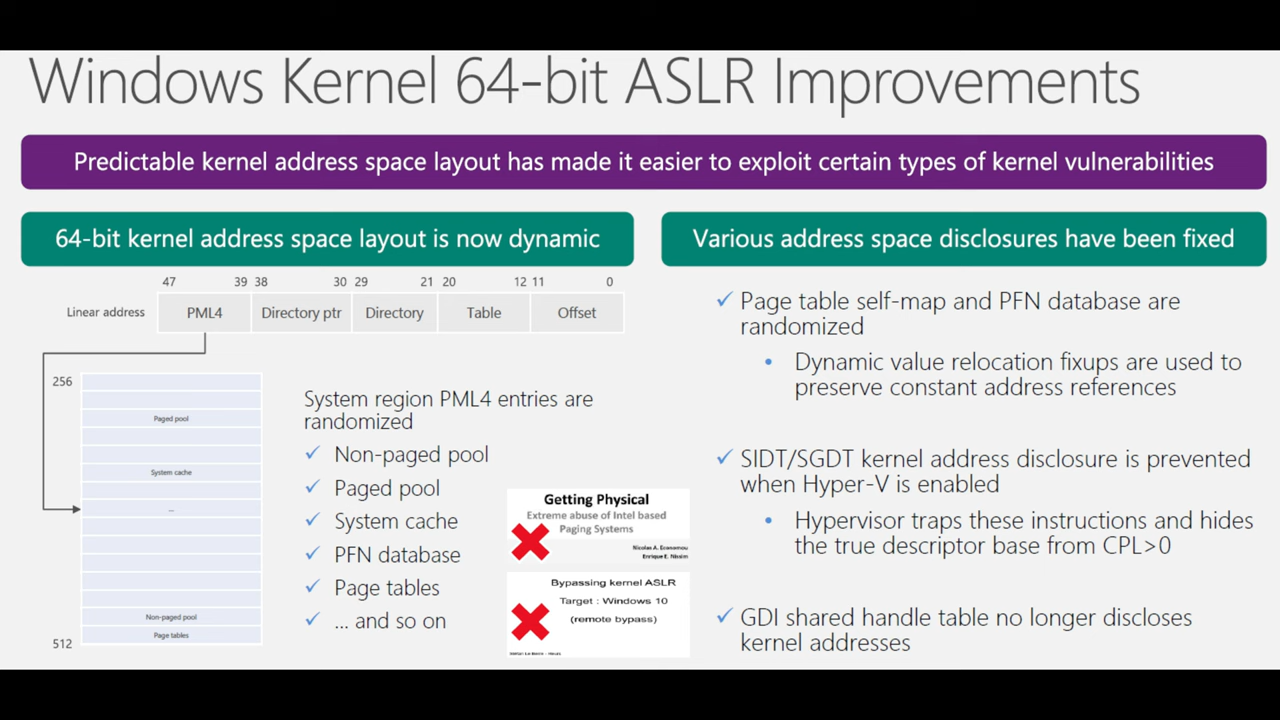 Windows Kernel 64-bit ASLR Improvements
Predictable kernel address space layout has made it easier to exploit certain types of kernel vulnerabilities
64-bit kernel address space layout is now dynamic
47 39 38 30 29 21 20 12 11 0
Linear address PML4 Directory ptr Directory Table Offset
256
Paged pool
System cache
...
Non-paged pool
Page tables
512
System region PML4 entries are
randomized
✓ Non-paged pool
✓ Paged pool
✓ System cache
✓ PFN database
✓ Page tables
✓ ... and so on
Getting Physical
Extreme abuse of Intel based
Paging Systems
Nicolas A. Economou
Enrique E. Nissim
Bypassing kernel ASLR
Target : Windows 10
(remote bypass)
Various address space disclosures have been fixed
✓ Page table self-map and PFN database are
randomized
• Dynamic value relocation fixups are used to
preserve constant address references
✓ SIDT/SGDT kernel address disclosure is prevented
when Hyper-V is enabled
• Hypervisor traps these instructions and hides
the true descriptor base from CPL>0
✓ GDI shared handle table no longer discloses
kernel addresses